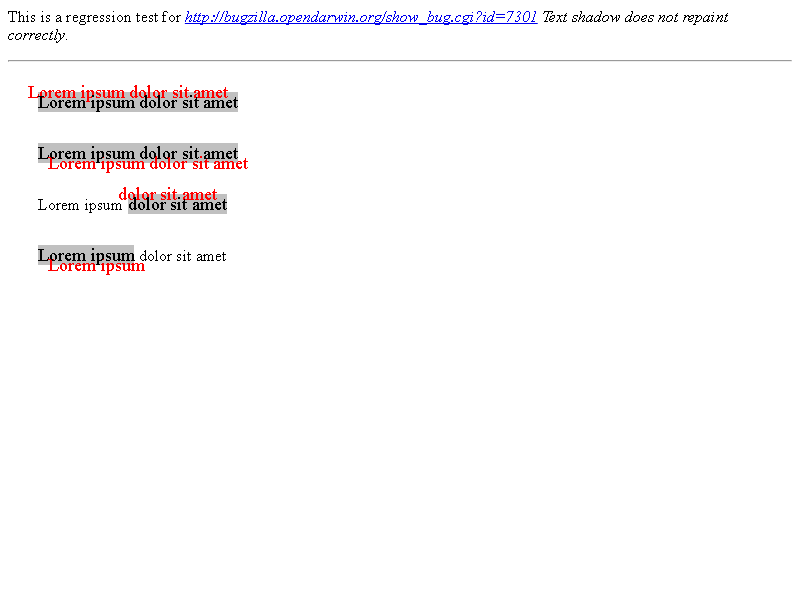 This is a regression test for http://bugzilla.opendarwin.org/show_bug.cgi?id=7301 Text shadow does not repaint
correctly.
Lorem ipsum dolor sit amet
Lorem ipsum dolor sit amet
Lorem ipsum dolor sit amet
Lorem ipsum dolor sit amet
dolor sit amet
Lorem ipsum dolor sit amet
Lorem ipsum dolor sit amet
Lorem ipsum